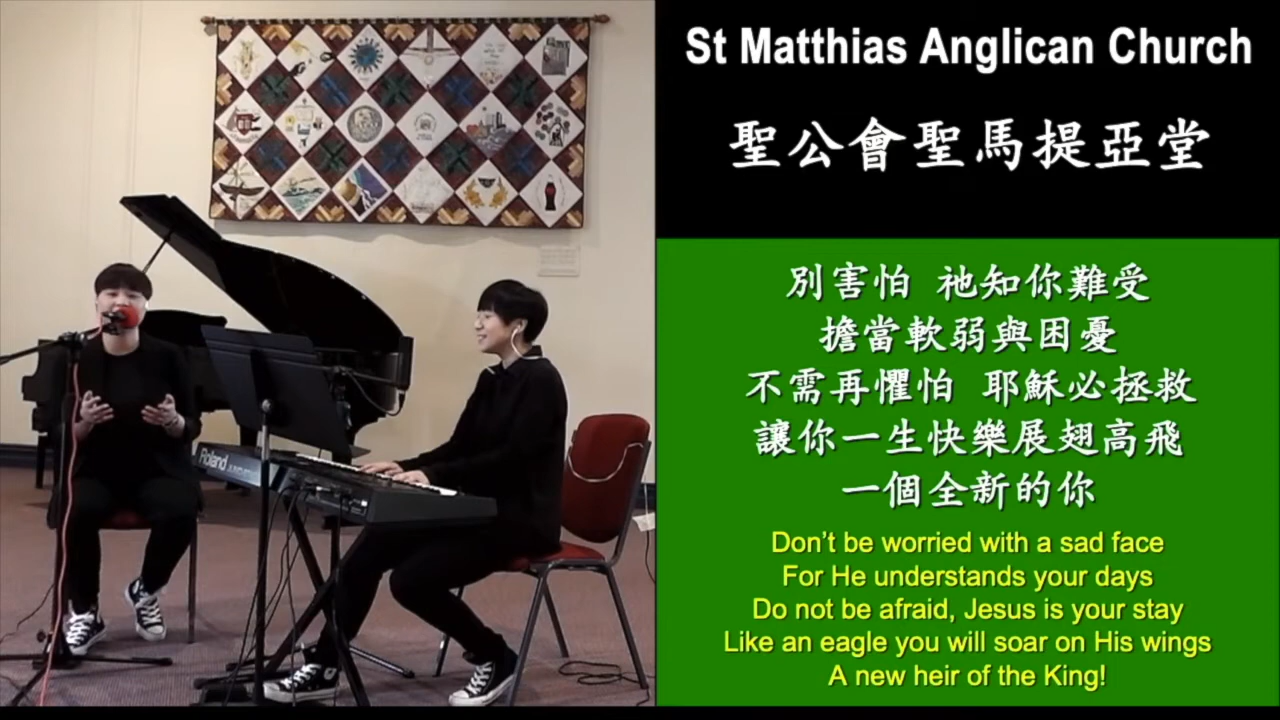 St Matthias Anglican Church
聖公會聖馬提亞堂
別害怕 祂知你難受
擔當軟弱與困憂
不需再懼怕 耶穌必拯救
讓你一生快樂展翅高飛
一個全新的你
Don't be worried with a sad face
For He understands your days
Do not be afraid, Jesus is your stay
Like an eagle you will soar on His wings
A new heir of the King!
Roland